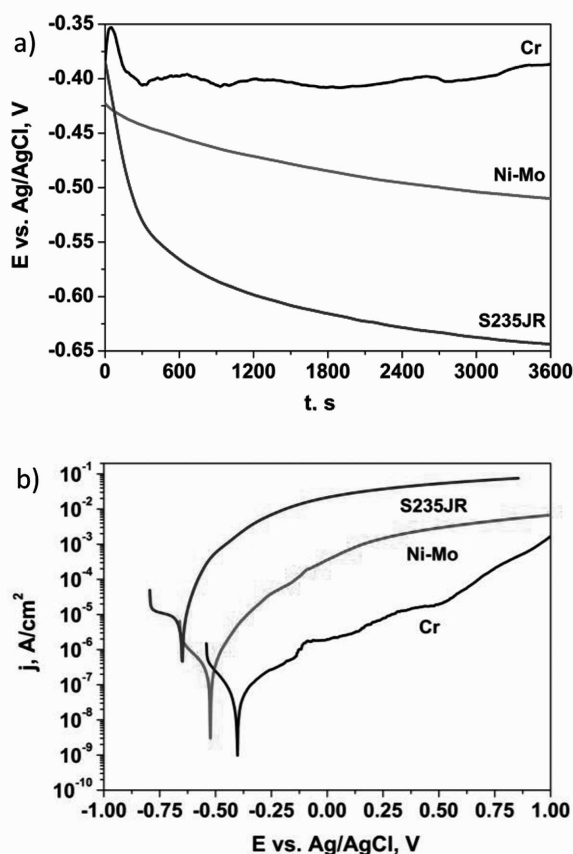 a)
E vs. Ag/AgCl, V
-0.35
-0.40
-0.45
-0.50
-0.55
-0.60
-0.65
Cr
Ni-Mo
S235JR
0 600 1200 1800 2400 3000 3600
t. s
b)
j, A/cm²
10⁻¹
10⁻²
10⁻³
10⁻⁴
10⁻⁵
10⁻⁶
10⁻⁷
10⁻⁸
10⁻⁹
10⁻¹⁰
S235JR
Ni-Mo
Cr
-1.00 -0.75 -0.50 -0.25 0.00 0.25 0.50 0.75 1.00
E vs. Ag/AgCl, V